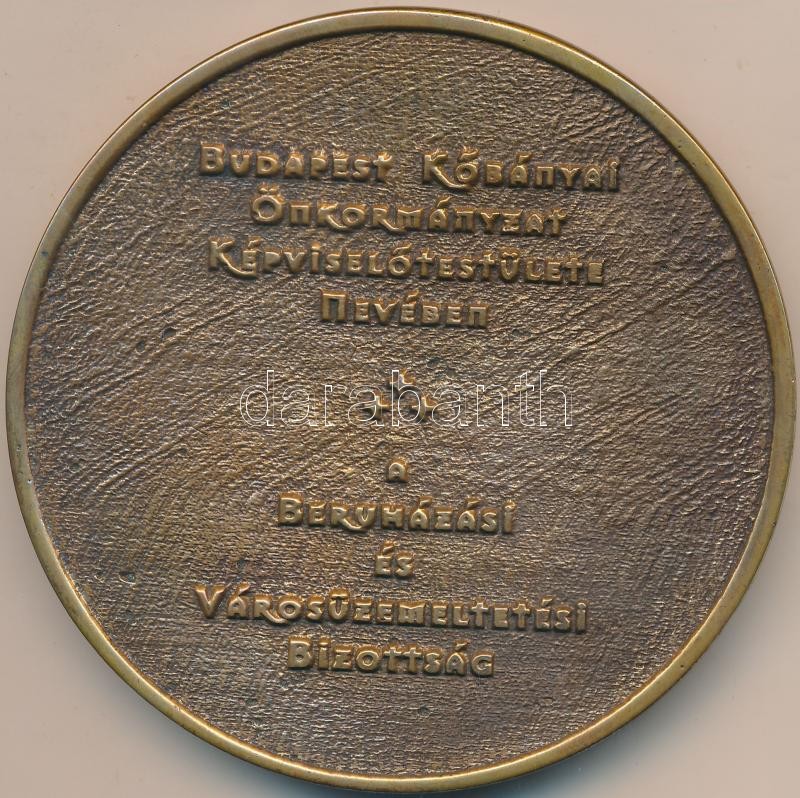 Budapest Kőbányai
Önkormányzat
Képviselőtestülete
Nevében
darabanth
a
Beruházási
és
Városüzemeltetési
Bizottság